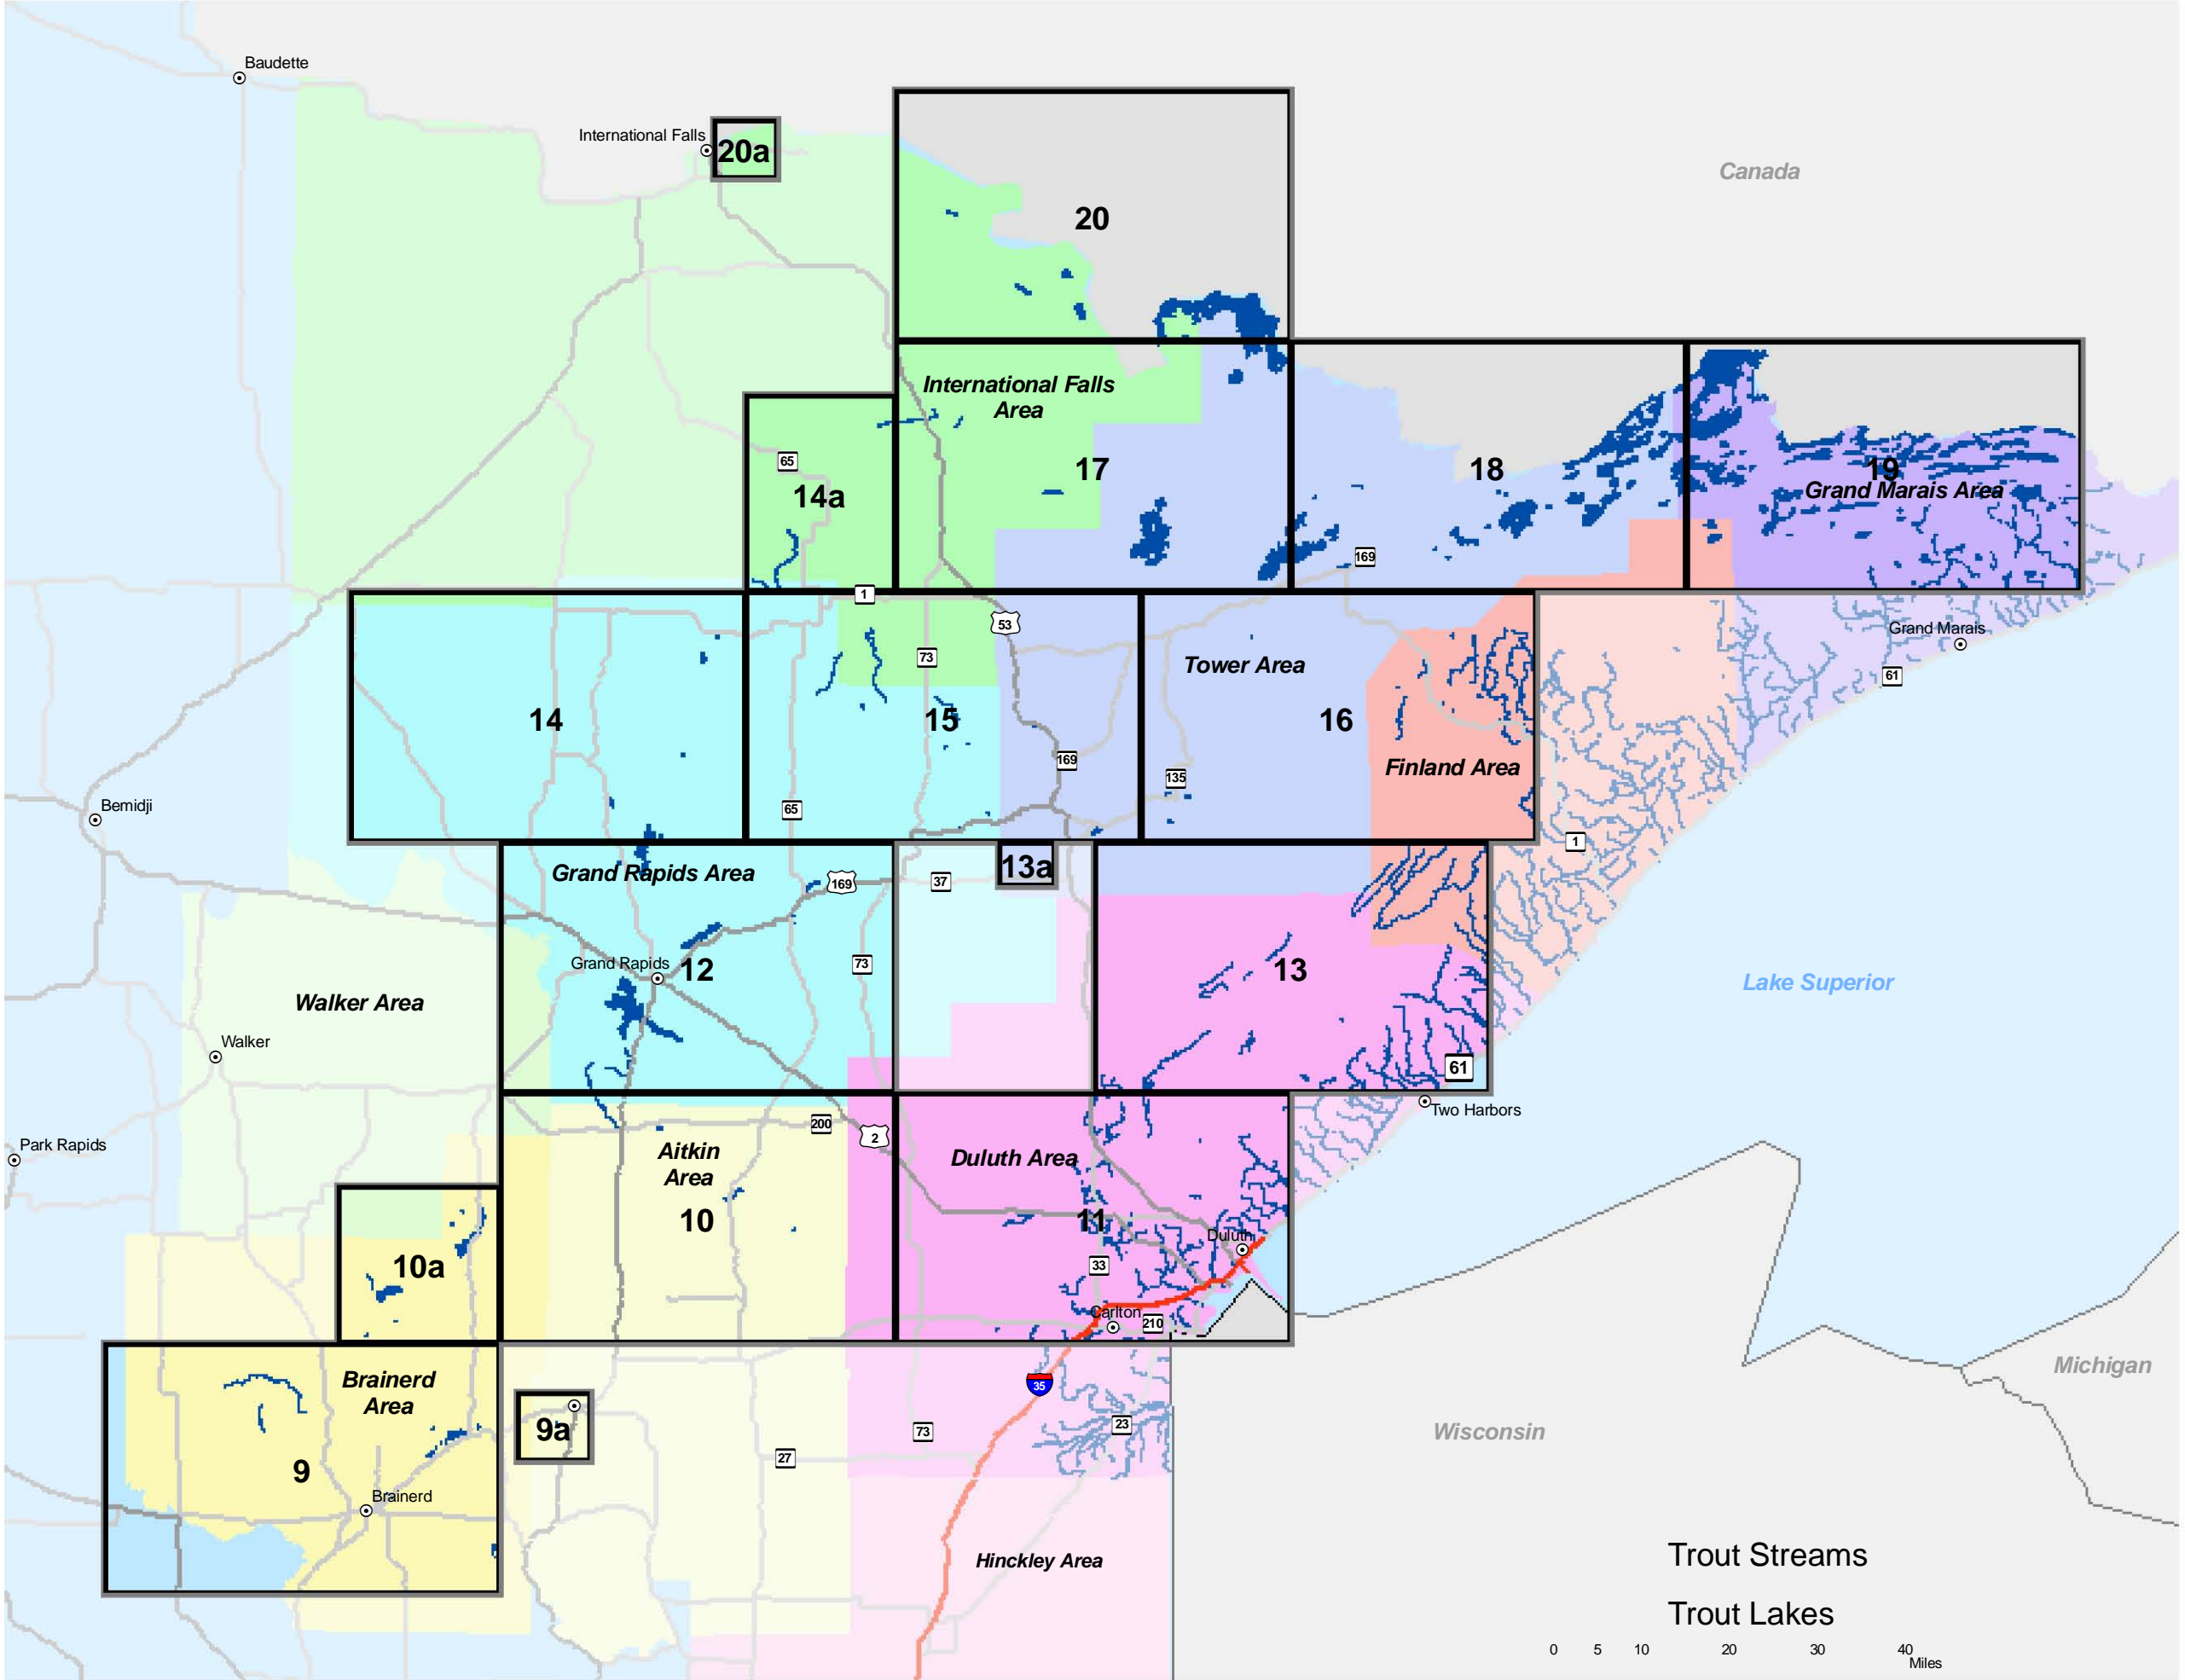 Baudette
International Falls
20a
Canada
20
International Falls
Area
65
17
18
19
14a
Grand Marais Area
169
1
53
Grand Marais
73
Tower Area
61
14
15
16
169
Finland Area
135
Bemidji
65
1
13a
Grand Rapids Area
169
37
Grand Rapids
12
73
13
Lake Superior
Walker Area
Walker
61
Two Harbors
200
2
Park Rapids
Aitkin
Area
Duluth Area
10
11
Duluth
10a
33
Carlton
210
Michigan
Brainerd
Area
35
9a
73
23
Wisconsin
27
9
Brainerd
Hinckley Area
Trout Streams
Trout Lakes
0 5 10 20 30 40
Miles